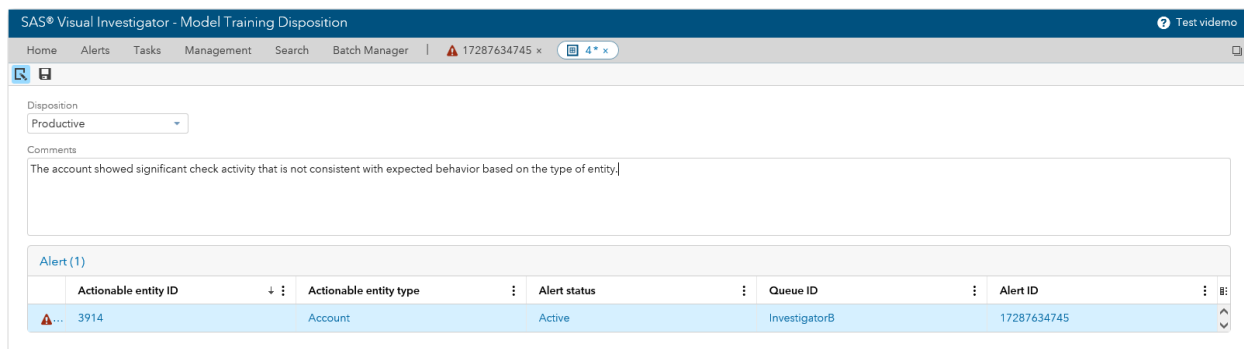 SAS® Visual Investigator - Model Training Disposition ? Test videmo
Home Alerts Tasks Management Search Batch Manager | 17287634745 × 4* ×
Disposition
Productive
Comments
The account showed significant check activity that is not consistent with expected behavior based on the type of entity.
Alert (1)
Actionable entity ID Actionable entity type Alert status Queue ID Alert ID
... 3914 Account Active InvestigatorB 17287634745